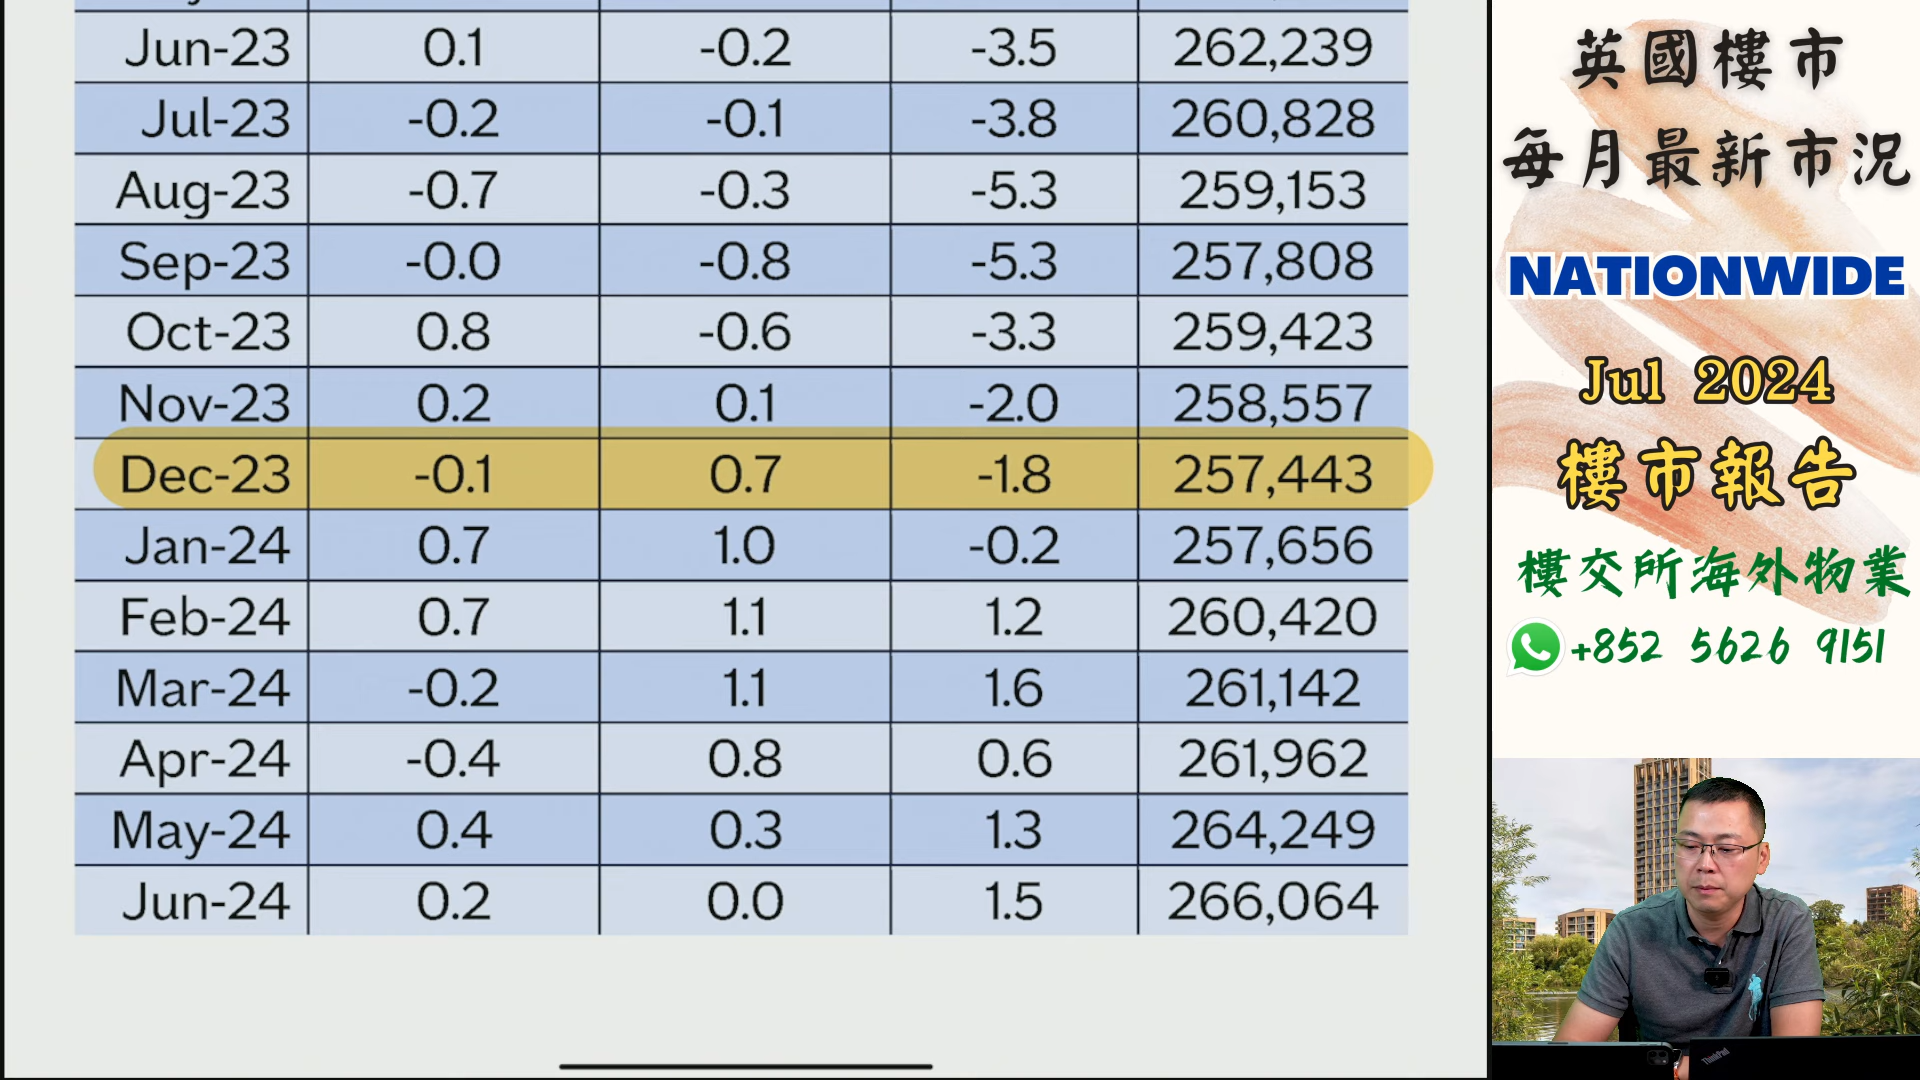 Jun-23 0.1 -0.2 -3.5 262,239
Jul-23 -0.2 -0.1 -3.8 260,828
Aug-23 -0.7 -0.3 -5.3 259,153
Sep-23 -0.0 -0.8 -5.3 257,808
Oct-23 0.8 -0.6 -3.3 259,423
Nov-23 0.2 0.1 -2.0 258,557
Dec-23 -0.1 0.7 -1.8 257,443
Jan-24 0.7 1.0 -0.2 257,656
Feb-24 0.7 1.1 1.2 260,420
Mar-24 -0.2 1.1 1.6 261,142
Apr-24 -0.4 0.8 0.6 261,962
May-24 0.4 0.3 1.3 264,249
Jun-24 0.2 0.0 1.5 266,064
英國樓市
每月最新市況
NATIONWIDE
Jul 2024
樓市報告
樓交所海外物業
+852 5626 9151
ThinkPad